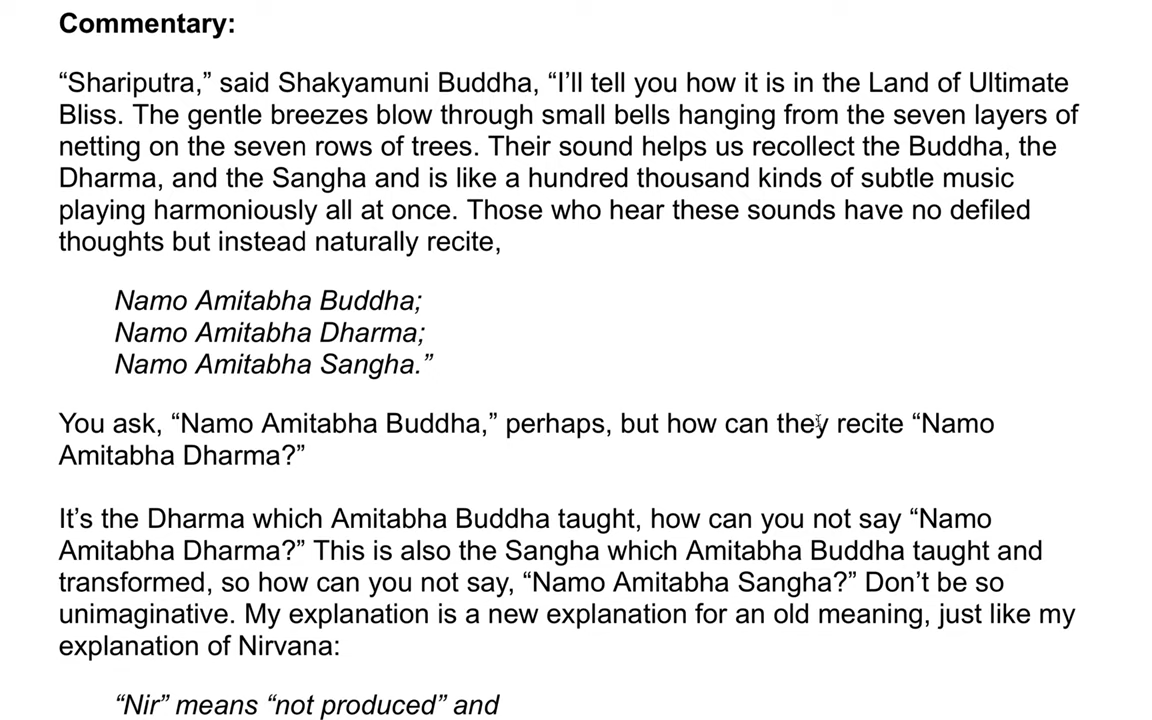 Commentary:
“Shariputra,” said Shakyamuni Buddha, “I’ll tell you how it is in the Land of Ultimate
Bliss. The gentle breezes blow through small bells hanging from the seven layers of
netting on the seven rows of trees. Their sound helps us recollect the Buddha, the
Dharma, and the Sangha and is like a hundred thousand kinds of subtle music
playing harmoniously all at once. Those who hear these sounds have no defiled
thoughts but instead naturally recite,
Namo Amitabha Buddha;
Namo Amitabha Dharma;
Namo Amitabha Sangha.”
You ask, “Namo Amitabha Buddha,” perhaps, but how can they recite “Namo
Amitabha Dharma?”
It’s the Dharma which Amitabha Buddha taught, how can you not say “Namo
Amitabha Dharma?” This is also the Sangha which Amitabha Buddha taught and
transformed, so how can you not say, “Namo Amitabha Sangha?” Don’t be so
unimaginative. My explanation is a new explanation for an old meaning, just like my
explanation of Nirvana:
“Nir” means “not produced” and